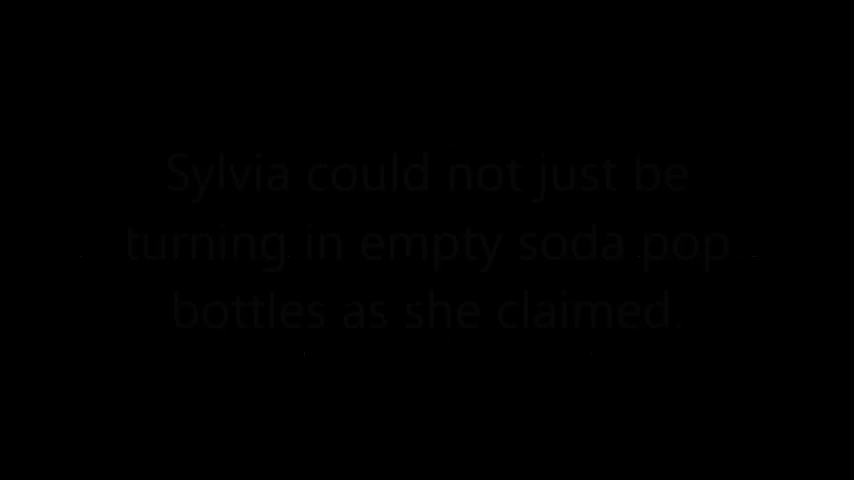 Sylvia could not just be
turning in empty soda pop
bottles as she claimed.